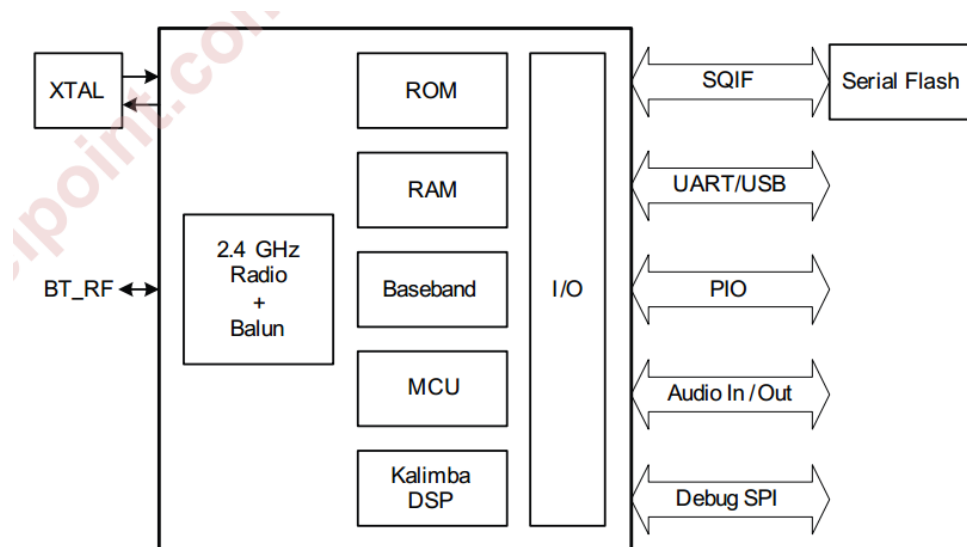 XTAL
ROM
SQIF
Serial Flash
RAM
UART/USB
2.4 GHz
Radio
+
Balun
BT_RF
Baseband
I/O
PIO
MCU
Audio In / Out
Kalimba
DSP
Debug SPI